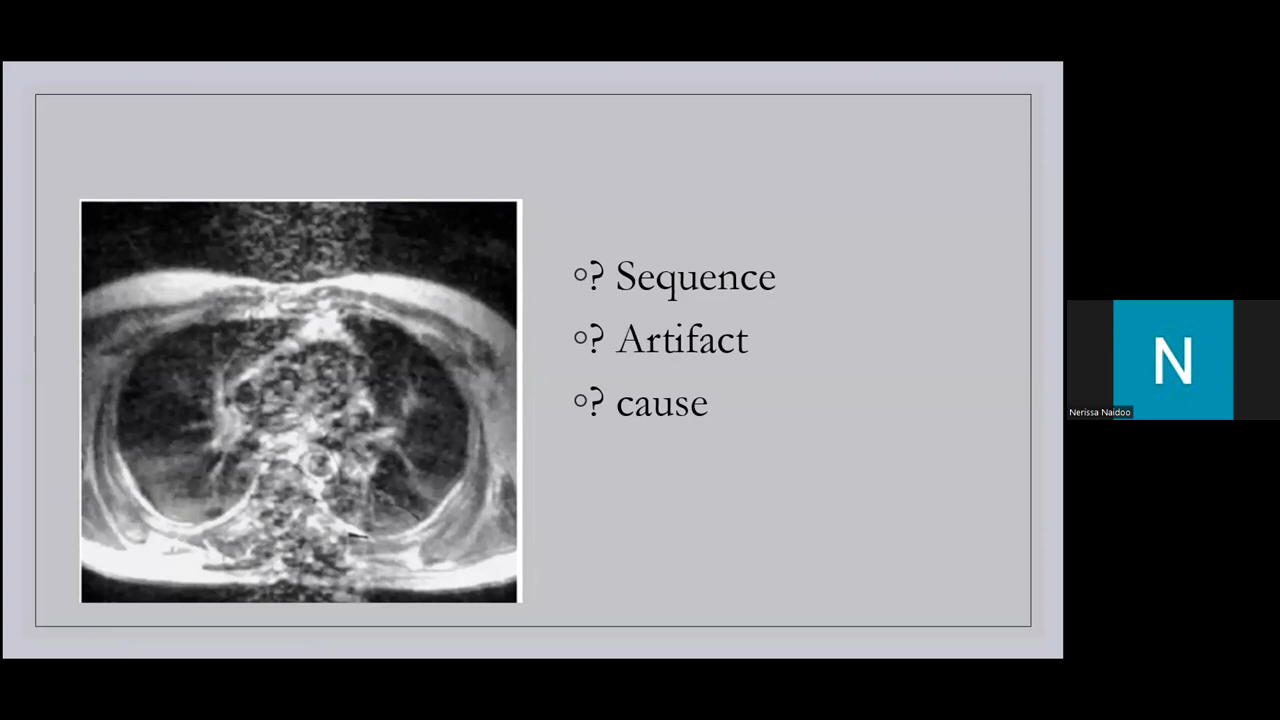 ? Sequence
? Artifact
? cause
N
Nerissa Naidoo